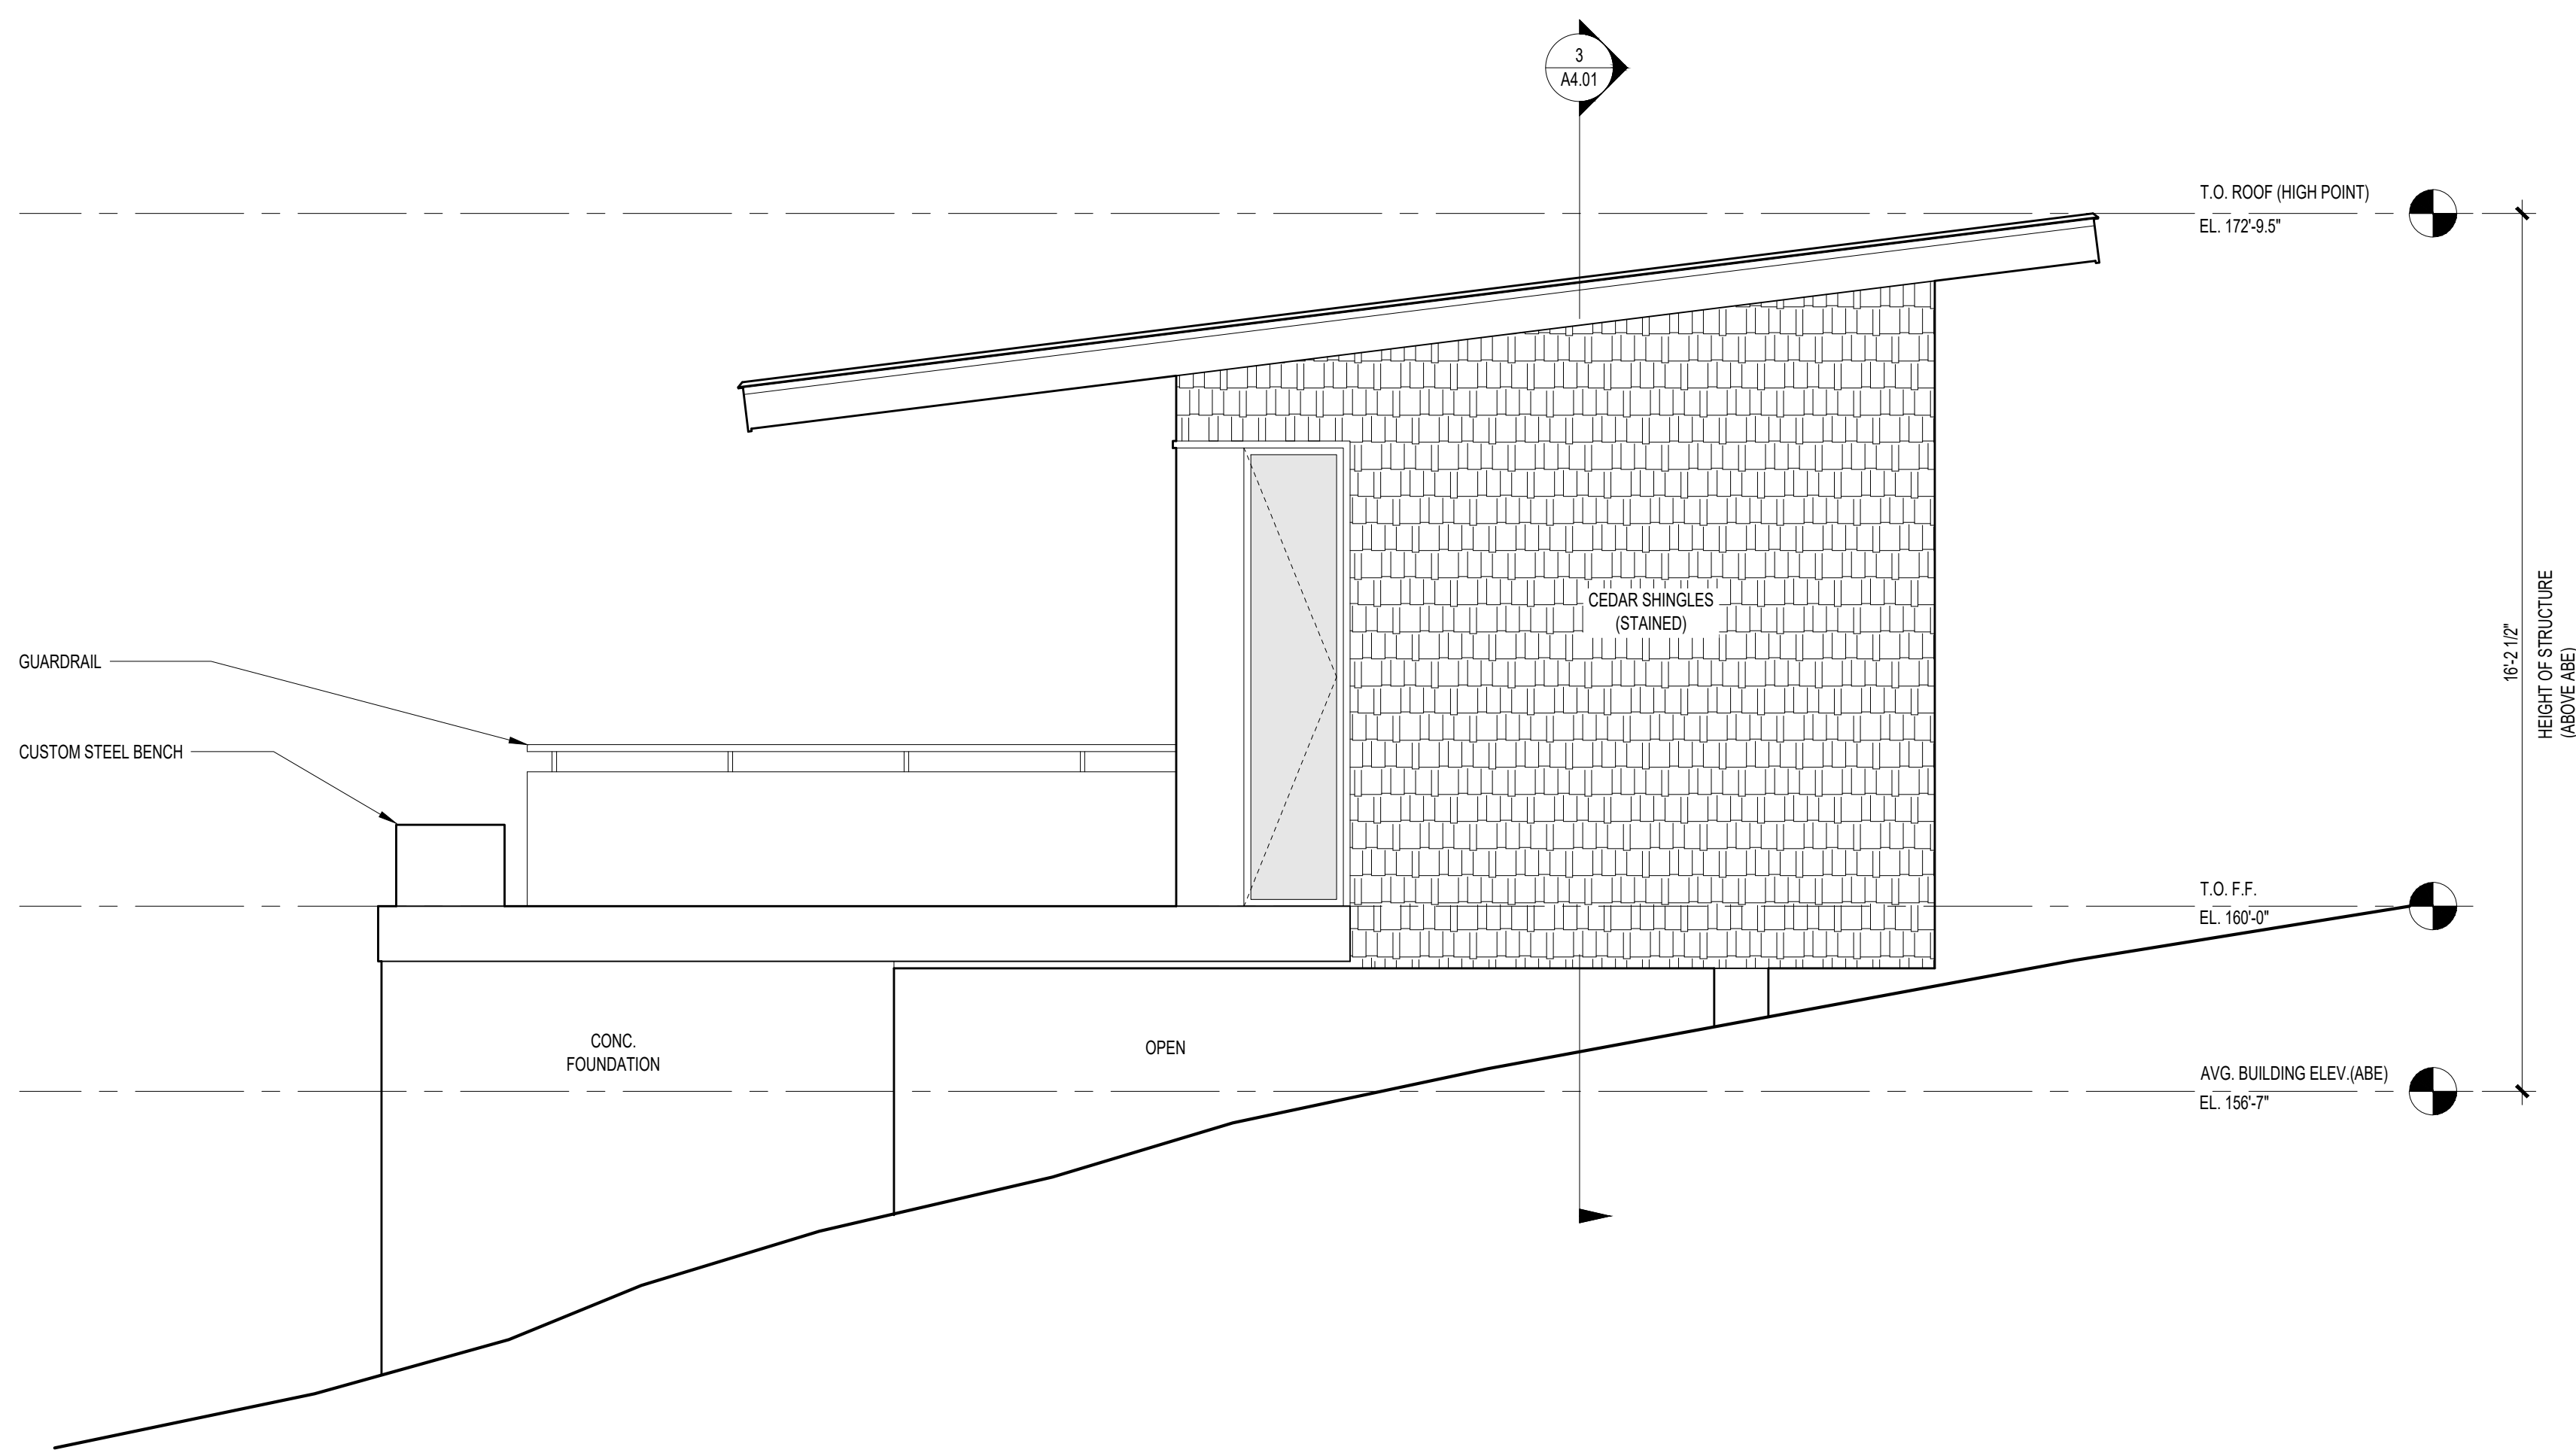 3
A4.01
T.O. ROOF (HIGH POINT)
EL. 172'-9.5"
CEDAR SHINGLES
(STAINED)
16'-2 1/2"
HEIGHT OF STRUCTURE
(ABOVE ABE)
GUARDRAIL
CUSTOM STEEL BENCH
T.O. F.F.
EL. 160'-0"
CONC.
FOUNDATION
OPEN
AVG. BUILDING ELEV.(ABE)
EL. 156'-7"